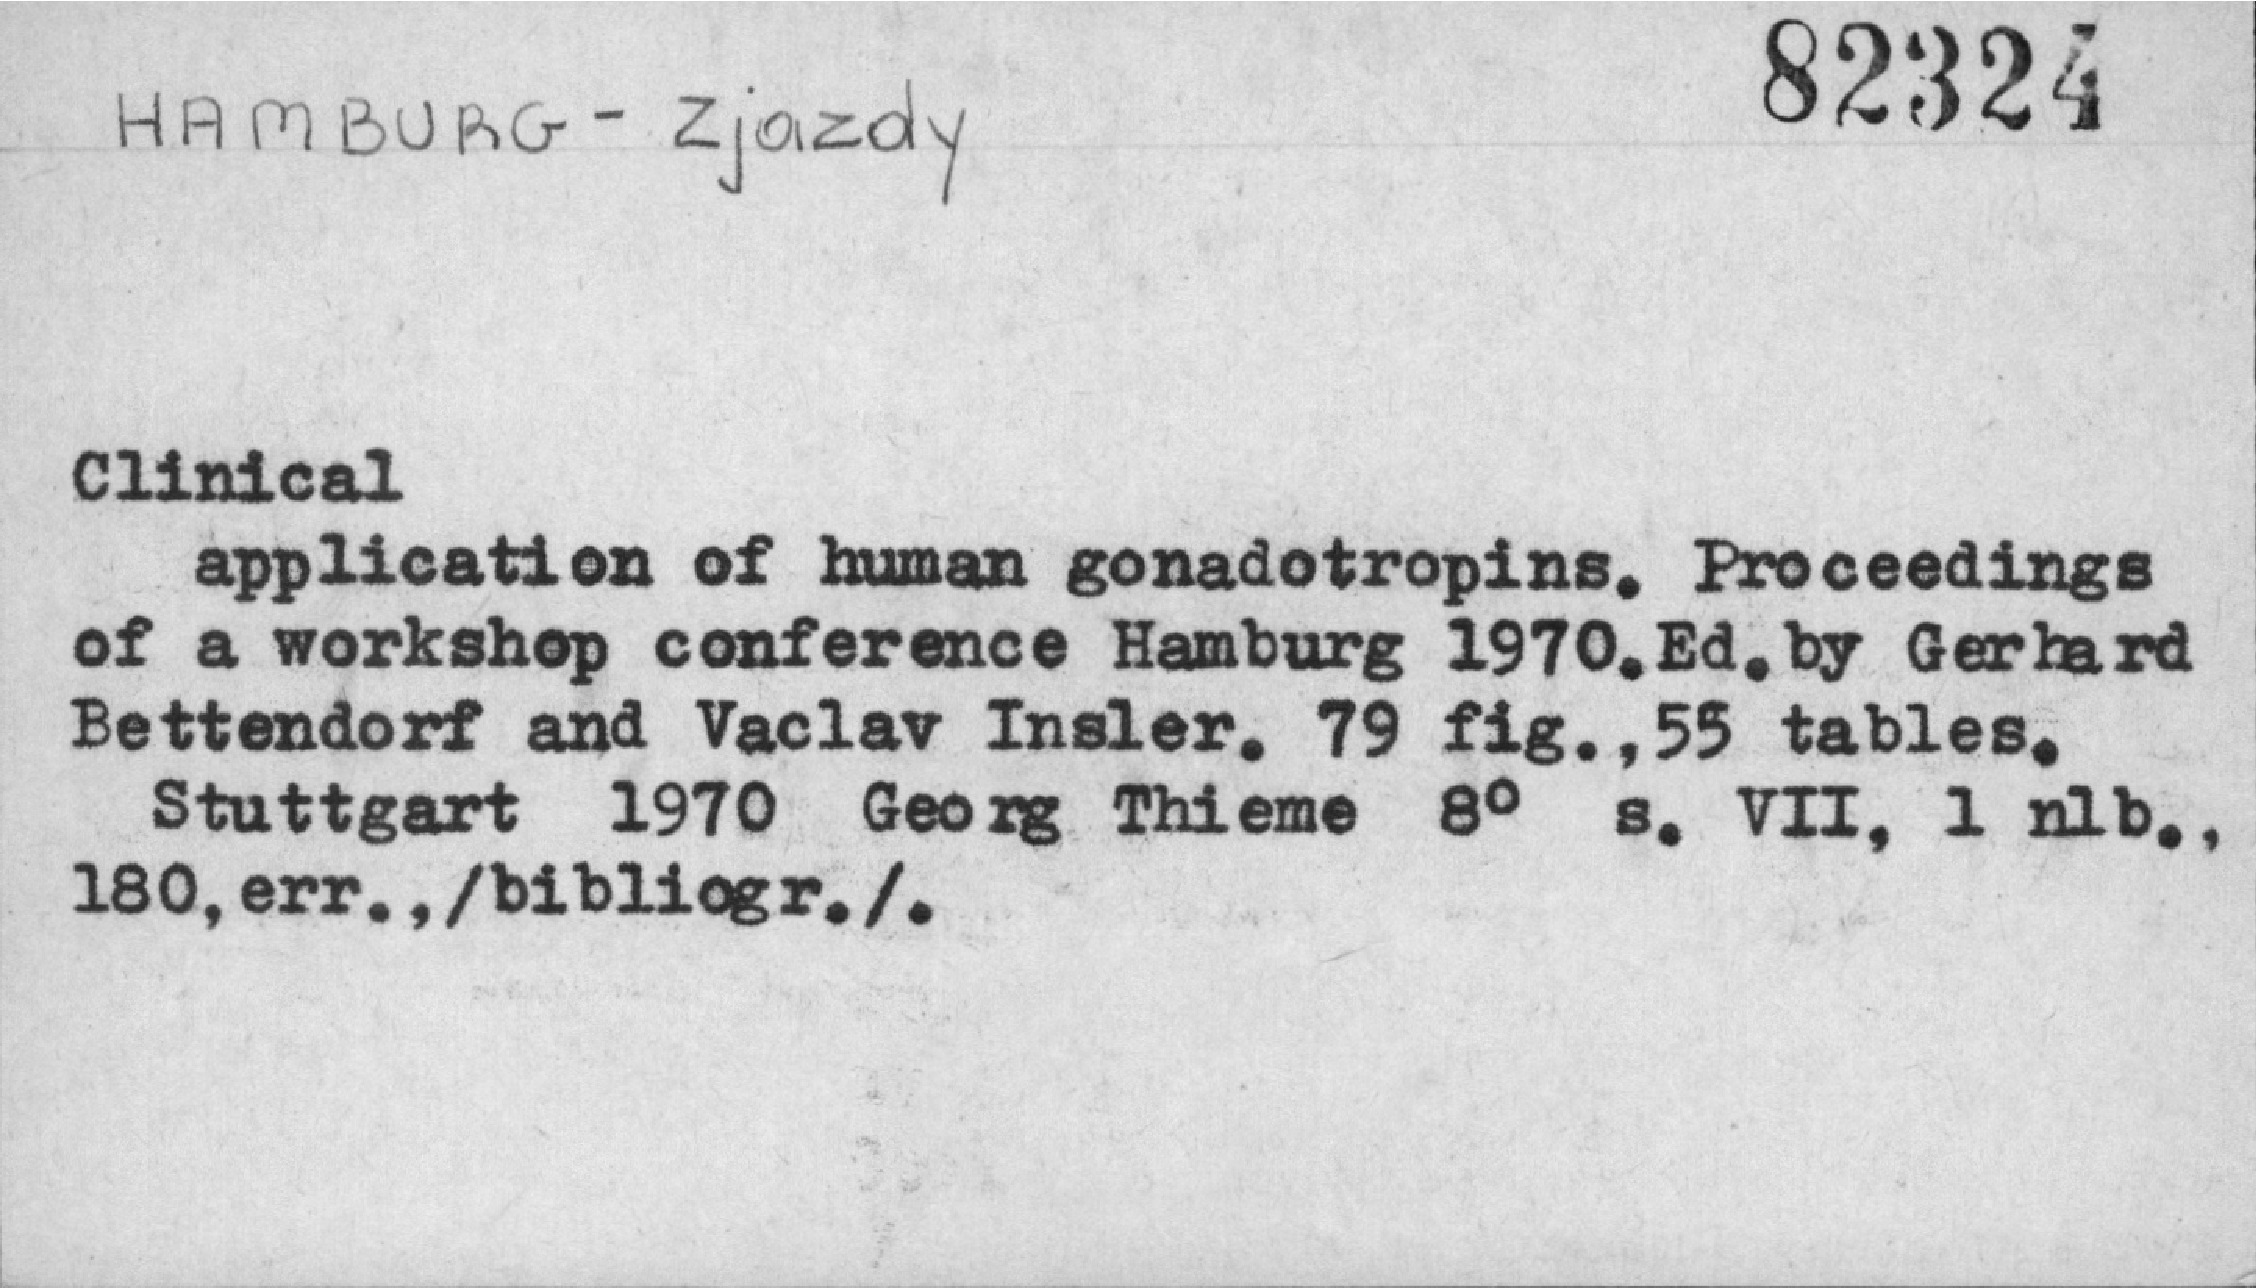 82324
HAMBURG - Zjazdy
Clinical
application of human gonadotropins. Proceedings
of a workshop conference Hamburg 1970.Ed.by Gerhard
Bettendorf and Vaclav Insler. 79 fig.,55 tables.
Stuttgart 1970 Georg Thieme 8° s. VII, 1 nlb.,
180,err.,/bibliogr./.